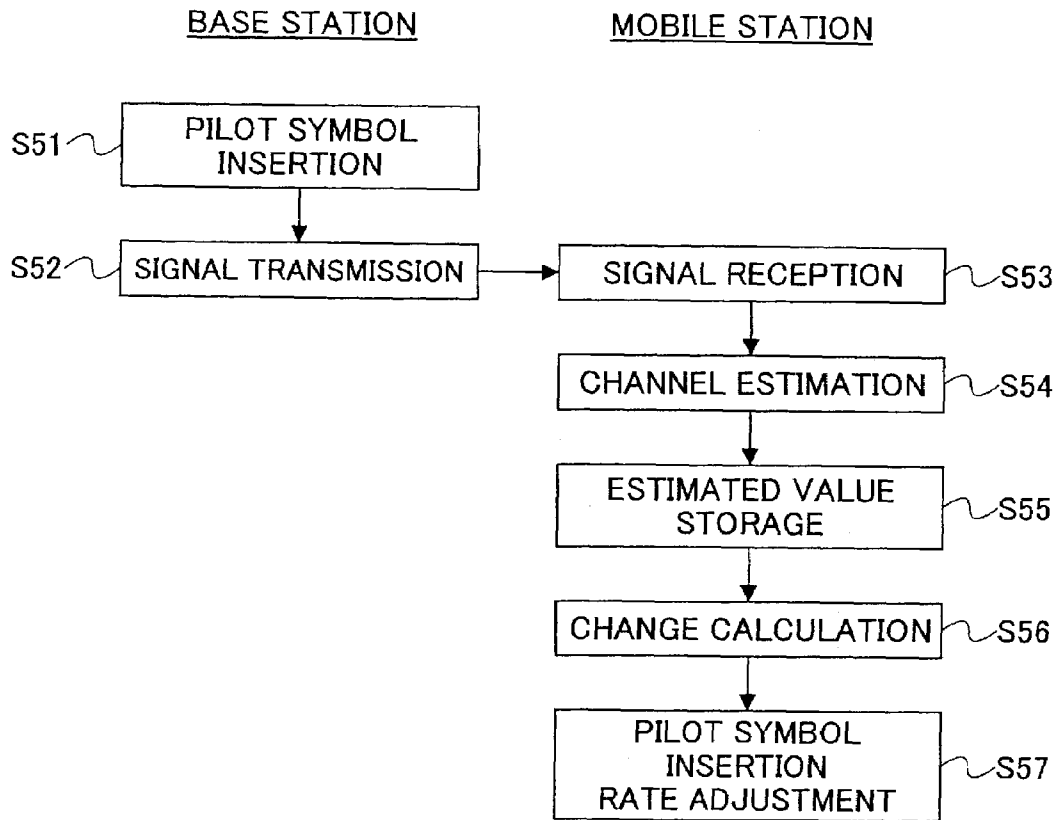 BASE STATION
MOBILE STATION
S51
PILOT SYMBOL
INSERTION
S52
SIGNAL TRANSMISSION
SIGNAL RECEPTION
S53
CHANNEL ESTIMATION
S54
ESTIMATED VALUE
STORAGE
S55
CHANGE CALCULATION
S56
PILOT SYMBOL
INSERTION
RATE ADJUSTMENT
S57